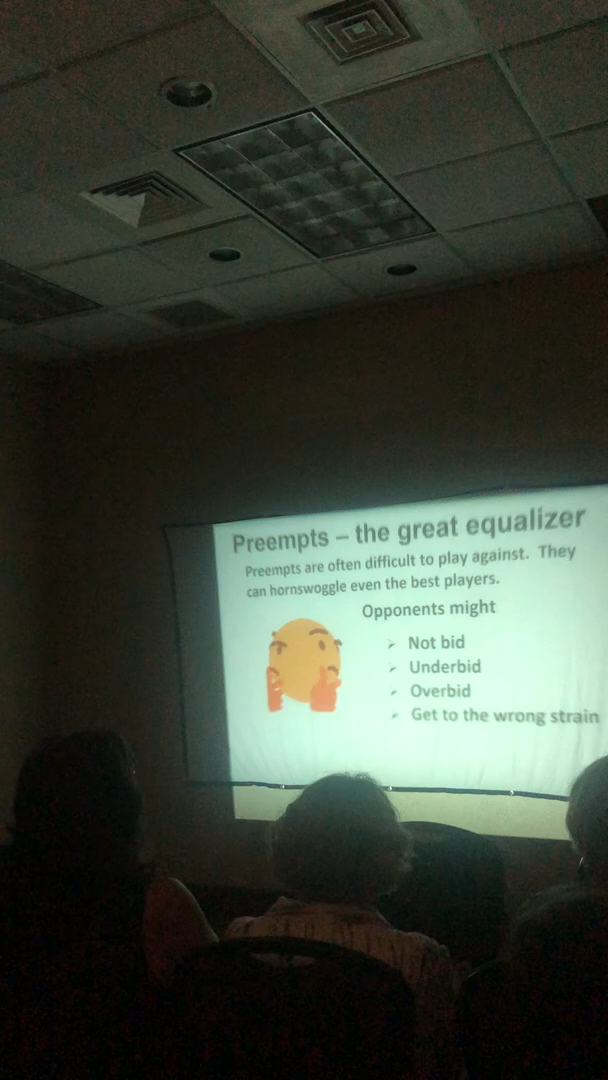 Preempts – the great equalizer
Preempts are often difficult to play against. They
can hornswoggle even the best players.
Opponents might
➢ Not bid
➢ Underbid
➢ Overbid
➢ Get to the wrong strain